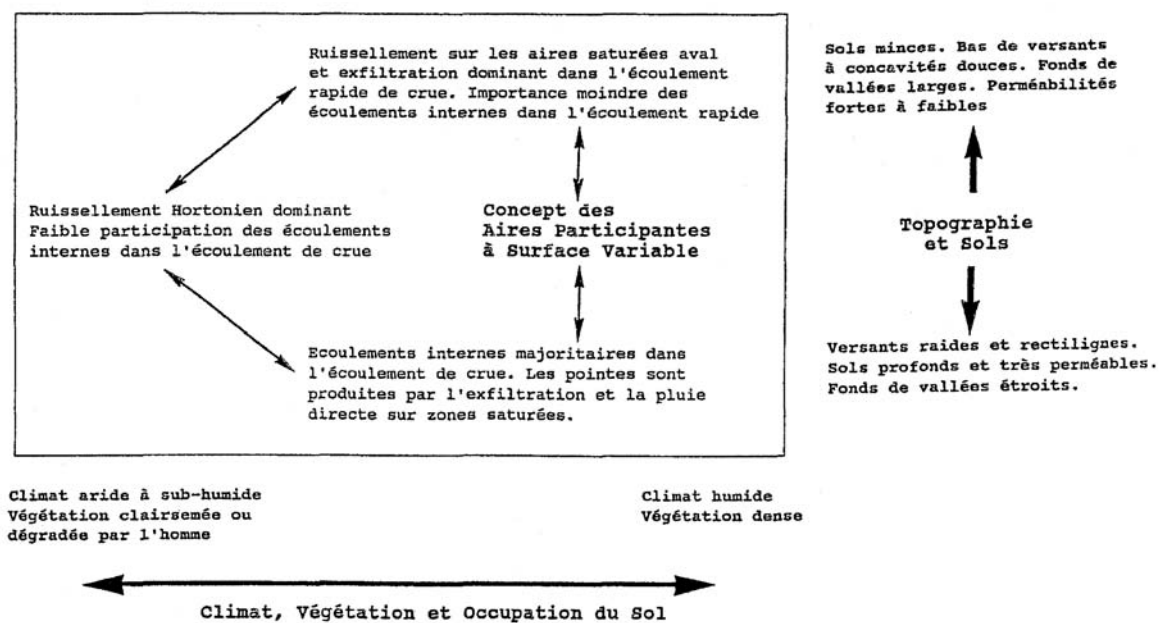 Ruissellement sur les aires saturées aval
et exfiltration dominant dans l'écoulement
rapide de crue. Importance moindre des
écoulements internes dans l'écoulement rapide
Sols minces. Bas de versants
à concavités douces. Fonds de
vallées larges. Perméabilités
fortes à faibles
Ruissellement Hortonien dominant
Faible participation des écoulements
internes dans l'écoulement de crue
Concept des
Aires Participantes
à Surface Variable
Topographie
et Sols
Ecoulements internes majoritaires dans
l'écoulement de crue. Les pointes sont
produites par l'exfiltration et la pluie
directe sur zones saturées.
Versants raides et rectilignes.
Sols profonds et très perméables.
Fonds de vallées étroits.
Climat aride à sub-humide
Végétation clairsemée ou
dégradée par l'homme
Climat humide
Végétation dense
Climat, Végétation et Occupation du Sol